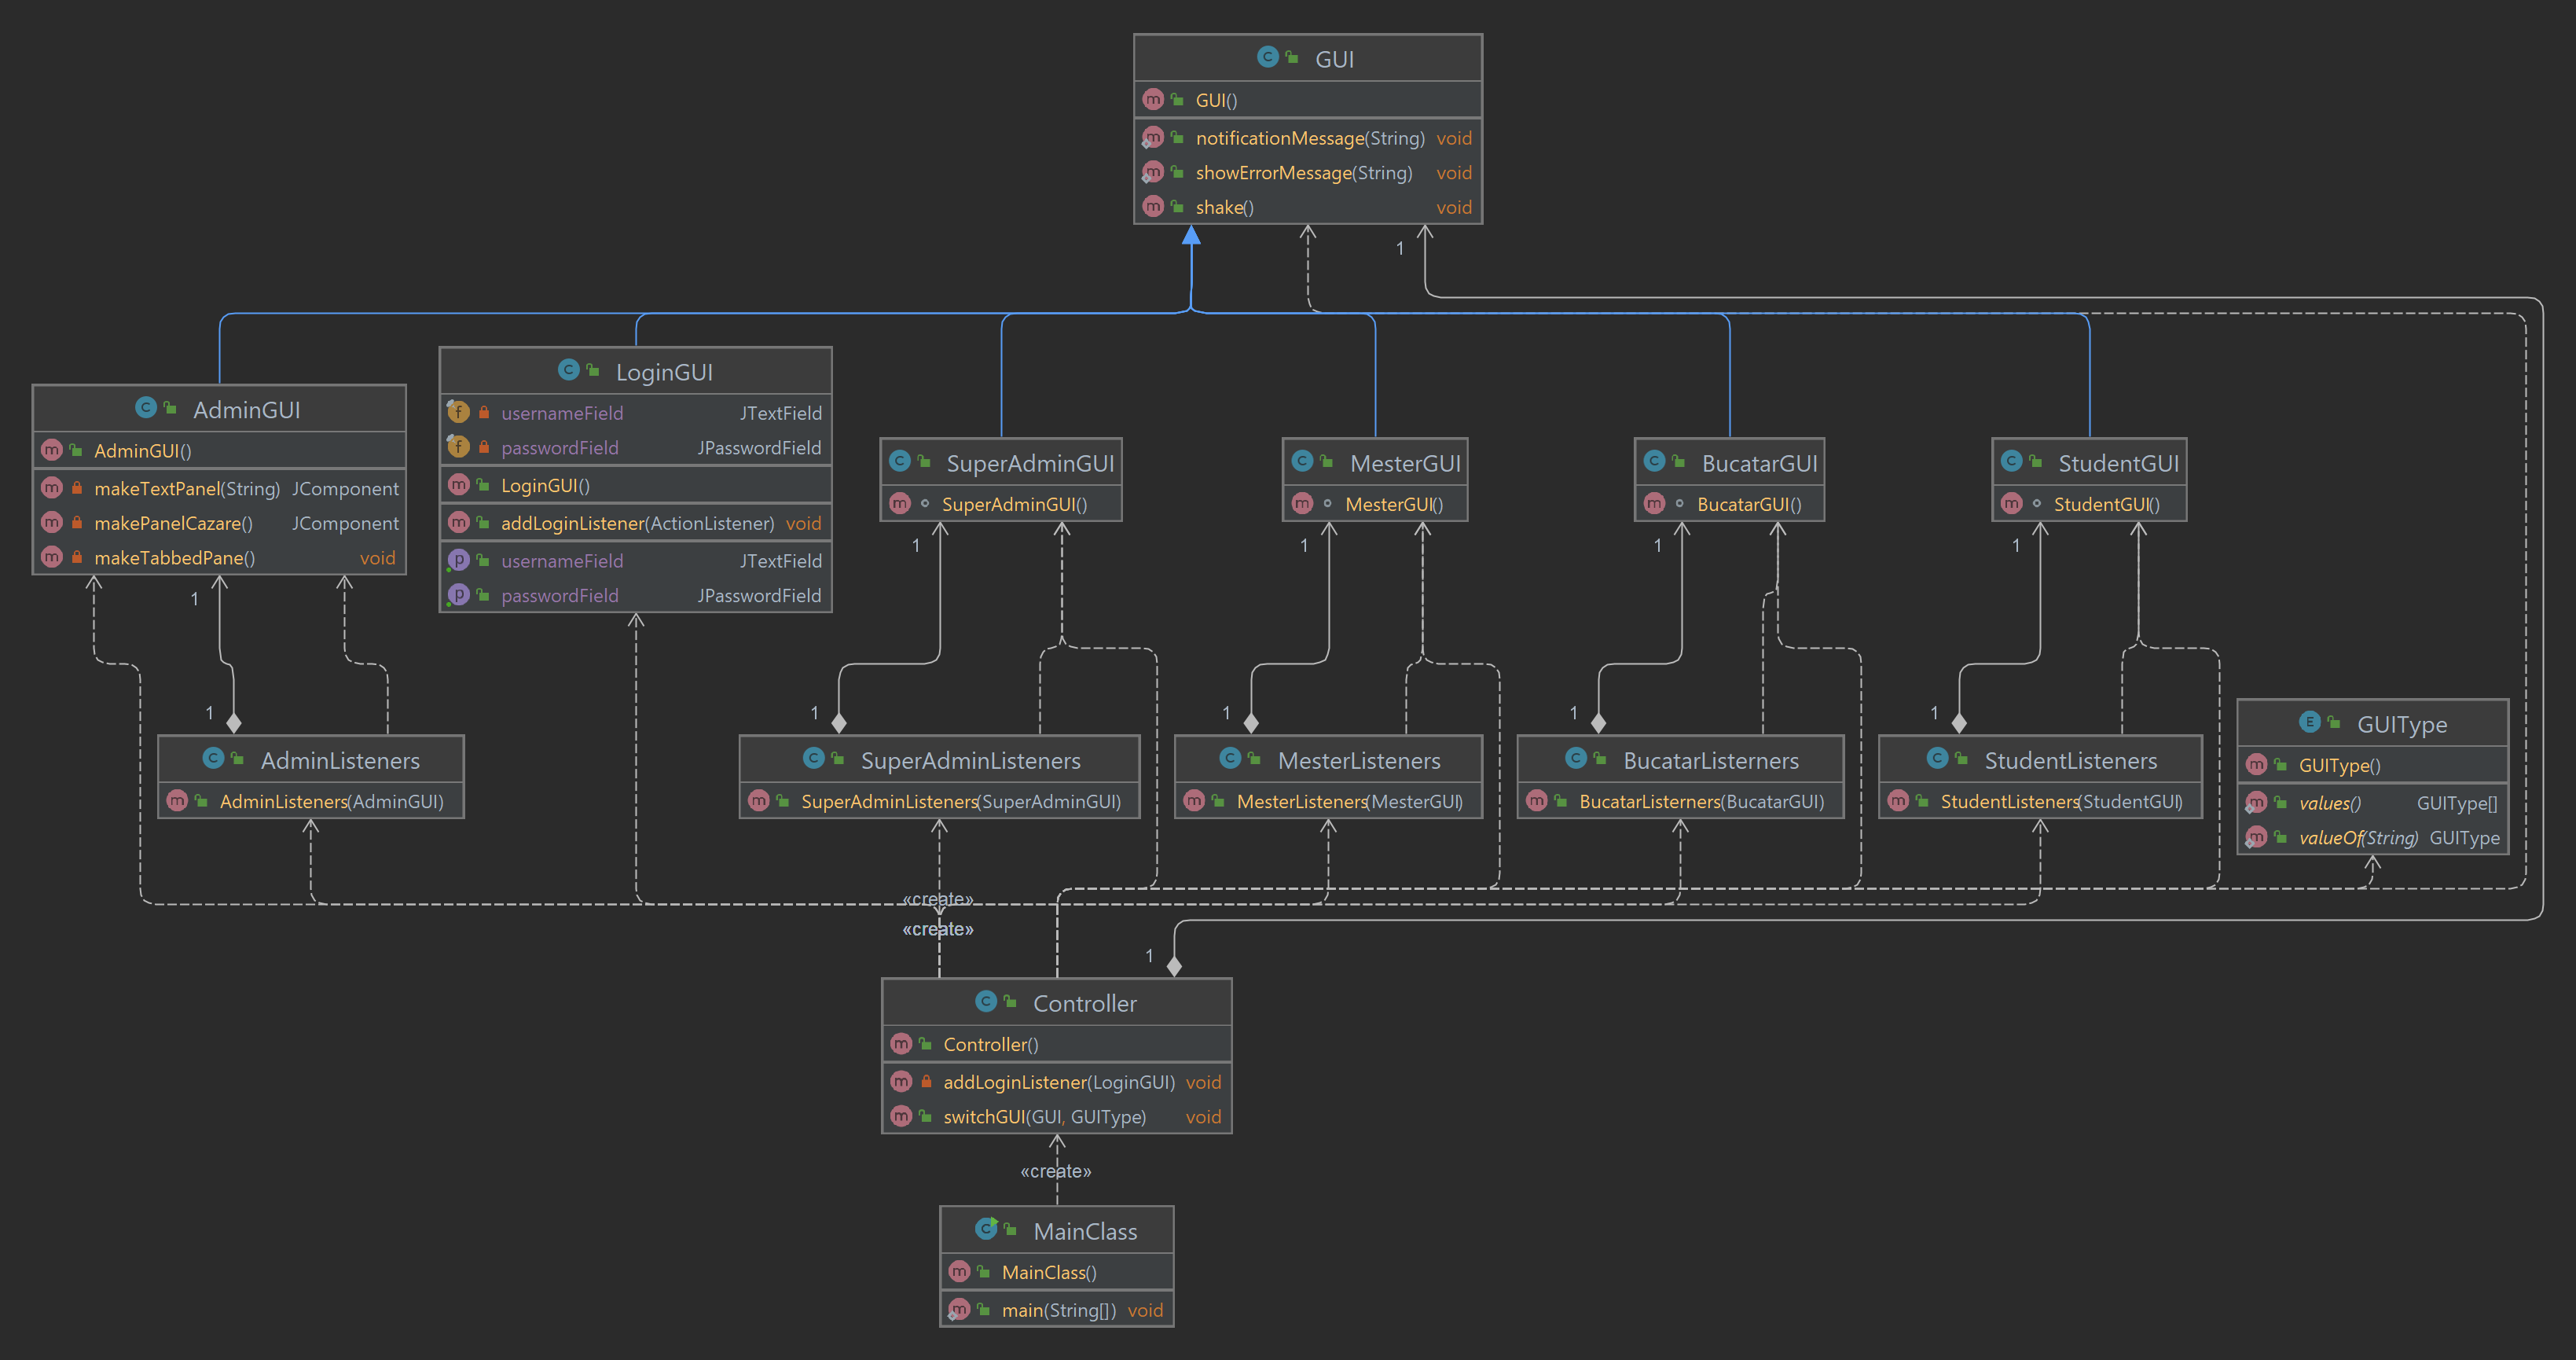 GUI
GUI()
notificationMessage(String) void
showErrorMessage(String) void
shake() void
1
AdminGUI
AdminGUI()
makeTextPanel(String) JComponent
makePanelCazare() JComponent
makeTabbedPane() void
LoginGUI
usernameField JTextField
passwordField JPasswordField
LoginGUI()
addLoginListener(ActionListener) void
usernameField JTextField
passwordField JPasswordField
SuperAdminGUI
SuperAdminGUI()
MesterGUI
MesterGUI()
BucatarGUI
BucatarGUI()
StudentGUI
StudentGUI()
1
1
1
1
1
1
1
1
1
1
AdminListeners
AdminListeners(AdminGUI)
SuperAdminListeners
SuperAdminListeners(SuperAdminGUI)
MesterListeners
MesterListeners(MesterGUI)
BucatarListerners
BucatarListerners(BucatarGUI)
StudentListeners
StudentListeners(StudentGUI)
GUIType
GUIType()
values() GUIType[]
valueOf(String) GUIType
«create»
«create»
1
Controller
Controller()
addLoginListener(LoginGUI) void
switchGUI(GUI, GUIType) void
«create»
MainClass
MainClass()
main(String[]) void